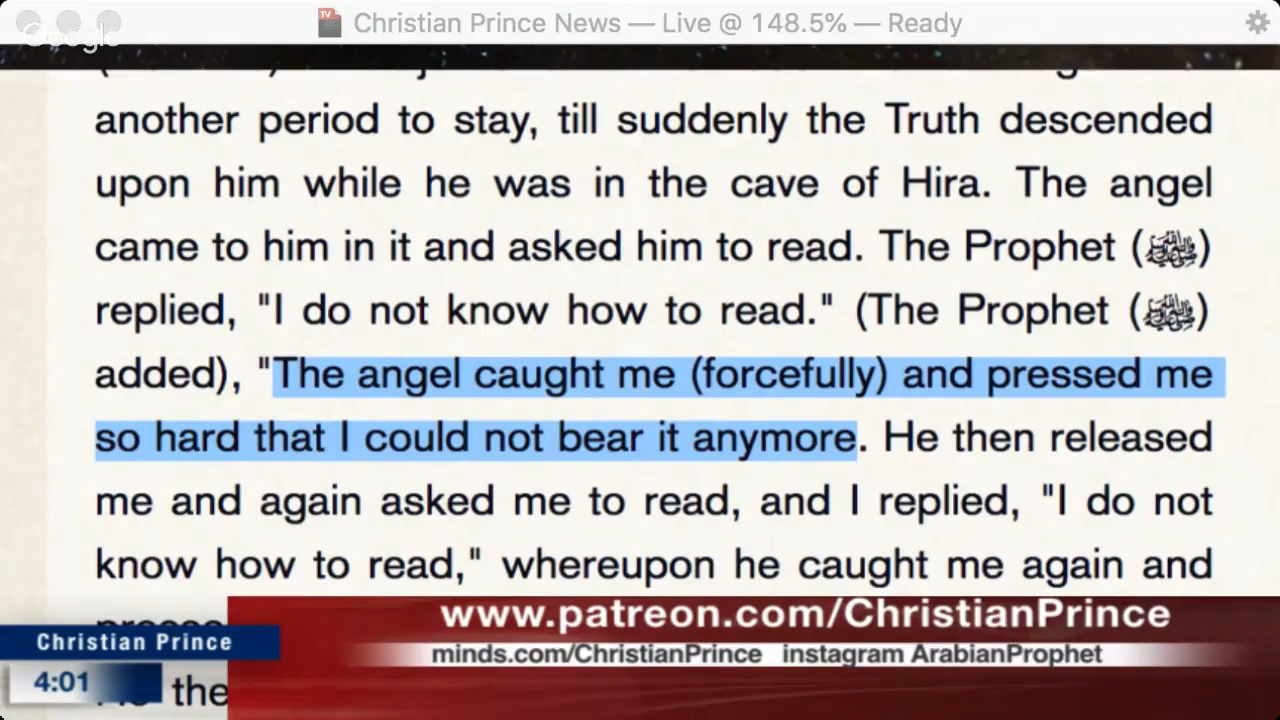 Christian Prince News — Live @ 148.5% — Ready
Google
another period to stay, till suddenly the Truth descended
upon him while he was in the cave of Hira. The angel
came to him in it and asked him to read. The Prophet (ﷺ)
replied, "I do not know how to read." (The Prophet (ﷺ)
added), "The angel caught me (forcefully) and pressed me
so hard that I could not bear it anymore. He then released
me and again asked me to read, and I replied, "I do not
know how to read," whereupon he caught me again and
the
www.patreon.com/ChristianPrince
minds.com/ChristianPrince instagram ArabianProphet
Christian Prince
4:01